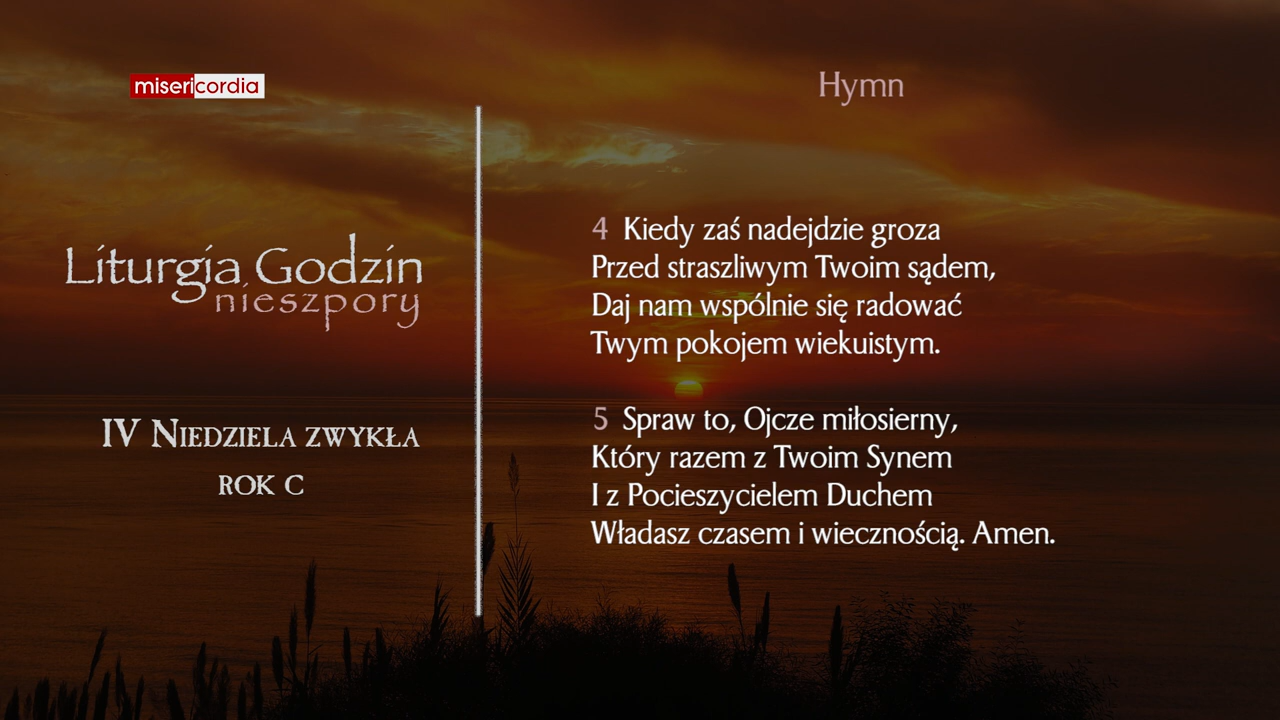 misericordia
Liturgia Godzin
nieszpory
IV Niedziela zwykła
rok C
Hymn
4 Kiedy zaś nadejdzie groza
Przed straszliwym Twoim sądem,
Daj nam wspólnie się radować
Twym pokojem wiekuistym.
5 Spraw to, Ojcze miłosierny,
Który razem z Twoim Synem
I z Pocieszycielem Duchem
Władasz czasem i wiecznością. Amen.